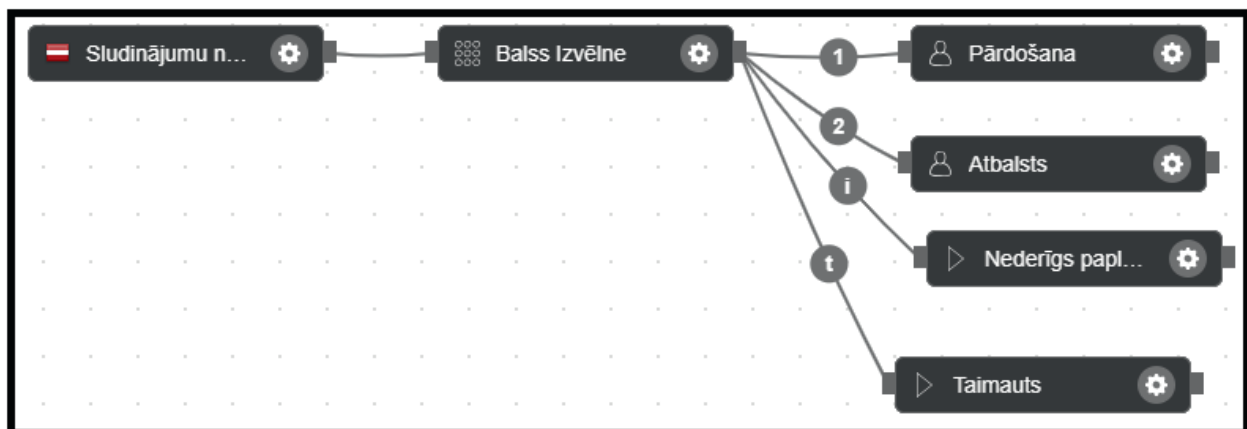 Sludinājumu n...
Balss Izvēlne
1
Pārdošana
2
Atbalsts
i
Nederīgs papl...
t
Taimauts